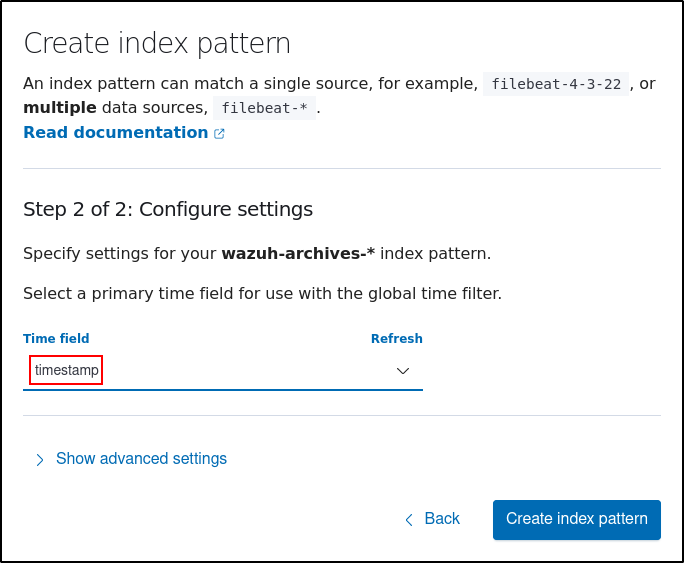 Create index pattern
An index pattern can match a single source, for example, filebeat-4-3-22 , or
multiple data sources, filebeat-* .
Read documentation
Step 2 of 2: Configure settings
Specify settings for your wazuh-archives-* index pattern.
Select a primary time field for use with the global time filter.
Time field Refresh
timestamp
Show advanced settings
Back Create index pattern